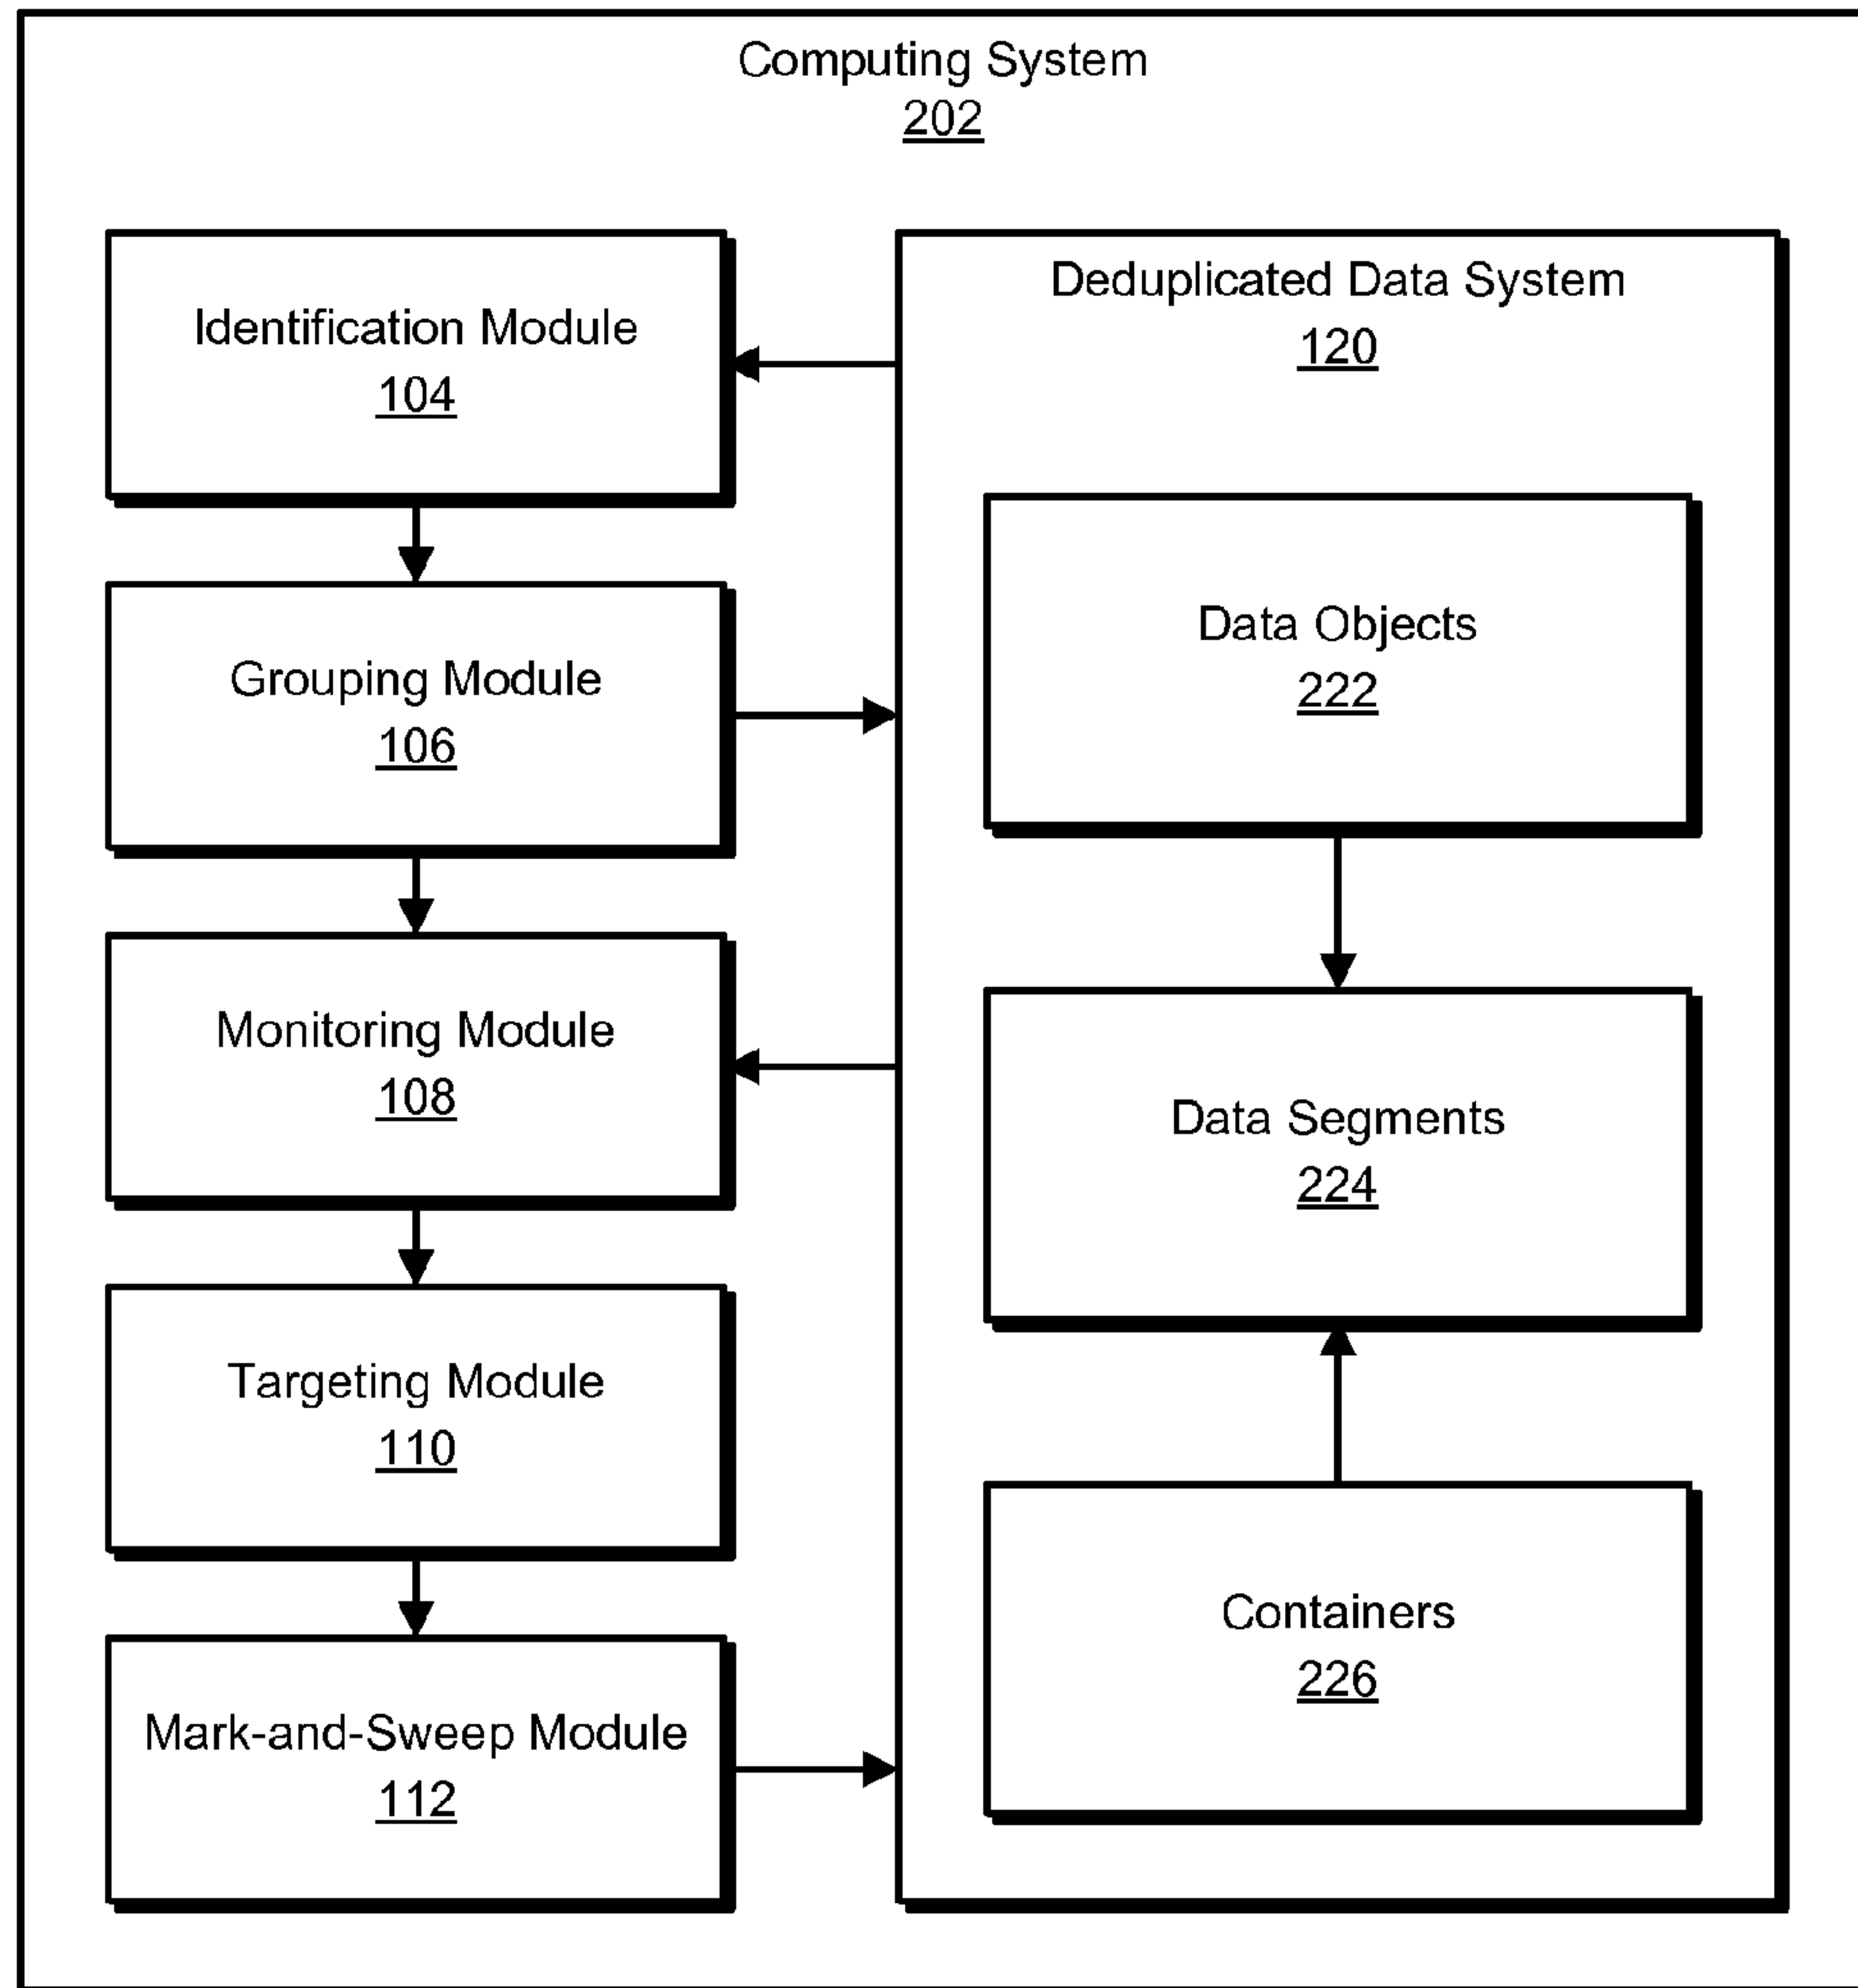 Computing System
202
Identification Module
104
Grouping Module
106
Monitoring Module
108
Targeting Module
110
Mark-and-Sweep Module
112
Deduplicated Data System
120
Data Objects
222
Data Segments
224
Containers
226